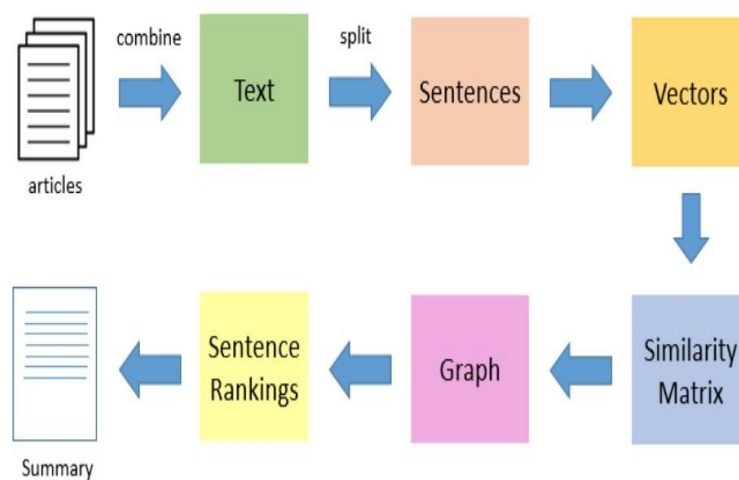 combine
split
Text
Sentences
Vectors
articles
Similarity
Matrix
Graph
Sentence
Rankings
Summary